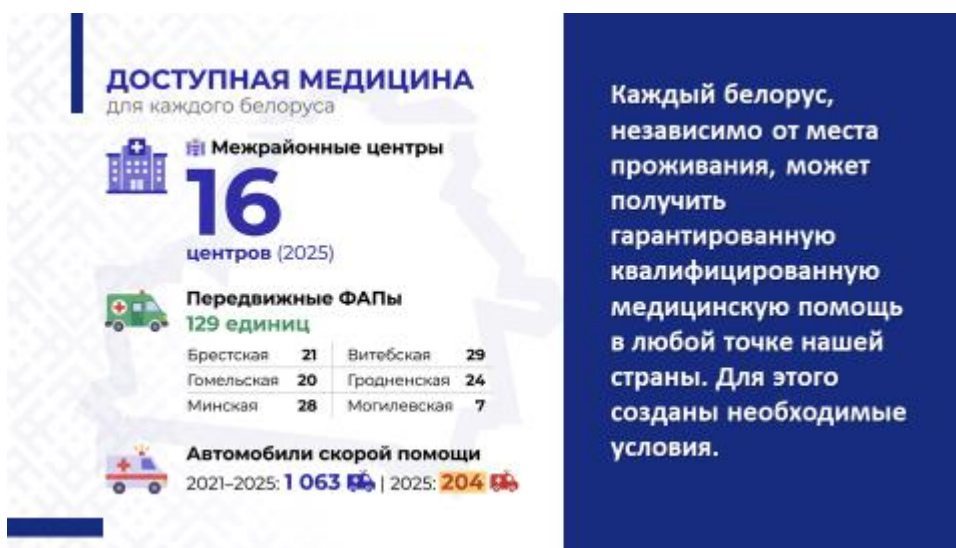 ДОСТУПНАЯ МЕДИЦИНА
для каждого белоруса
Межрайонные центры
16
центров (2025)
Передвижные ФАПы
129 единиц
Брестская 21 Витебская 29
Гомельская 20 Гродненская 24
Минская 28 Могилевская 7
Автомобили скорой помощи
2021–2025: 1 063 | 2025: 204
Каждый белорус,
независимо от места
проживания, может
получить
гарантированную
квалифицированную
медицинскую помощь
в любой точке нашей
страны. Для этого
созданы необходимые
условия.